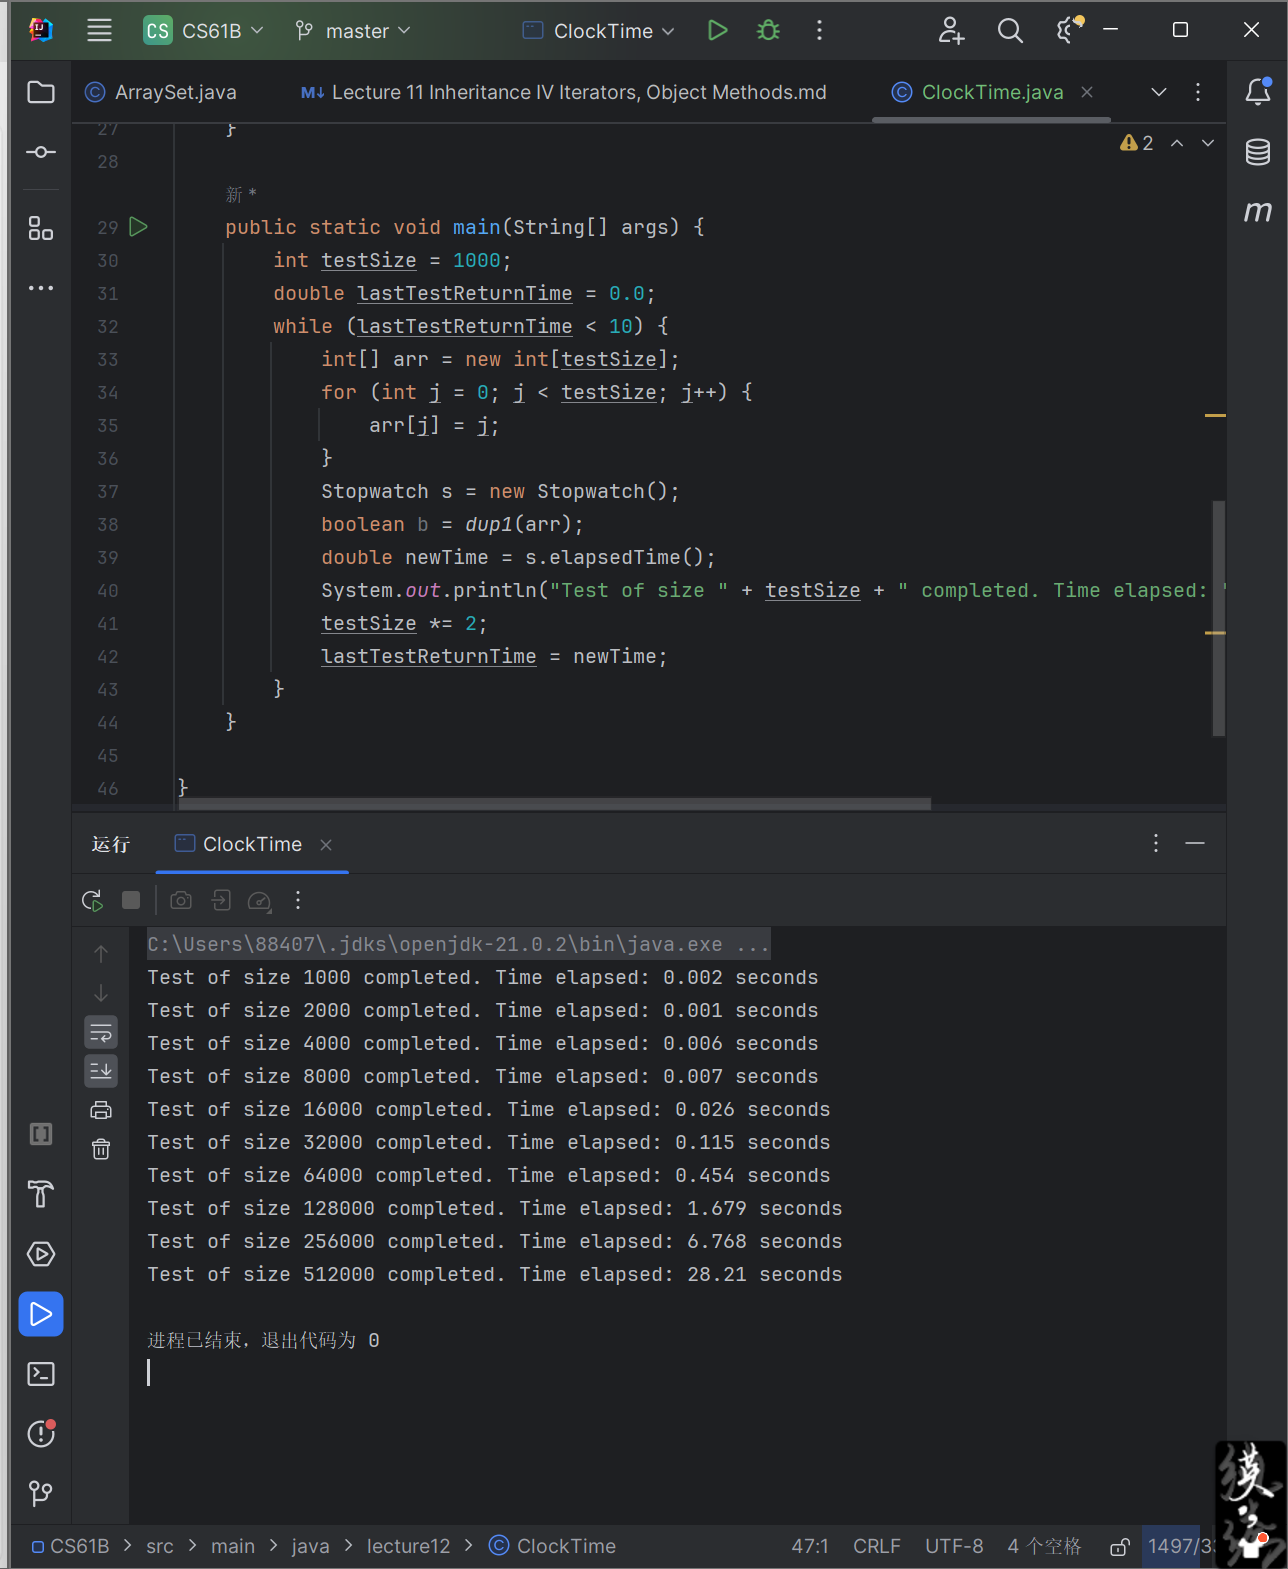 CS CS61B master ClockTime
ArraySet.java Lecture 11 Inheritance IV Iterators, Object Methods.md ClockTime.java
27 }
2
28
新 *
29 public static void main(String[] args) {
30 int testSize = 1000;
31 double lastTestReturnTime = 0.0;
32 while (lastTestReturnTime < 10) {
33 int[] arr = new int[testSize];
34 for (int j = 0; j < testSize; j++) {
35 arr[j] = j;
36 }
37 Stopwatch s = new Stopwatch();
38 boolean b = dup1(arr);
39 double newTime = s.elapsedTime();
40 System.out.println("Test of size " + testSize + " completed. Time elapsed: "
41 testSize *= 2;
42 lastTestReturnTime = newTime;
43 }
44 }
45
46 }
运行 ClockTime
C:\Users\88407\.jdks\openjdk-21.0.2\bin\java.exe ...
Test of size 1000 completed. Time elapsed: 0.002 seconds
Test of size 2000 completed. Time elapsed: 0.001 seconds
Test of size 4000 completed. Time elapsed: 0.006 seconds
Test of size 8000 completed. Time elapsed: 0.007 seconds
Test of size 16000 completed. Time elapsed: 0.026 seconds
Test of size 32000 completed. Time elapsed: 0.115 seconds
Test of size 64000 completed. Time elapsed: 0.454 seconds
Test of size 128000 completed. Time elapsed: 1.679 seconds
Test of size 256000 completed. Time elapsed: 6.768 seconds
Test of size 512000 completed. Time elapsed: 28.21 seconds
进程已结束，退出代码为 0
CS61B > src > main > java > lecture12 > ClockTime 47:1 CRLF UTF-8 4 个空格